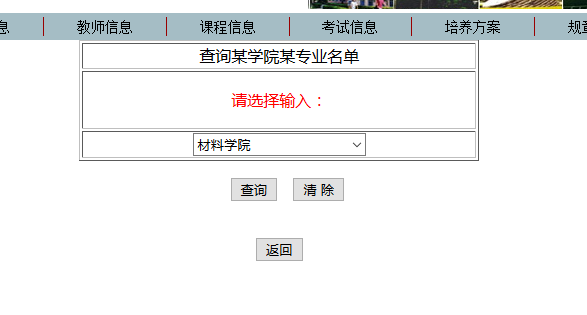 息 教师信息 课程信息 考试信息 培养方案 规
查询某学院某专业名单
请选择输入：
材料学院
查询 清 除
返回